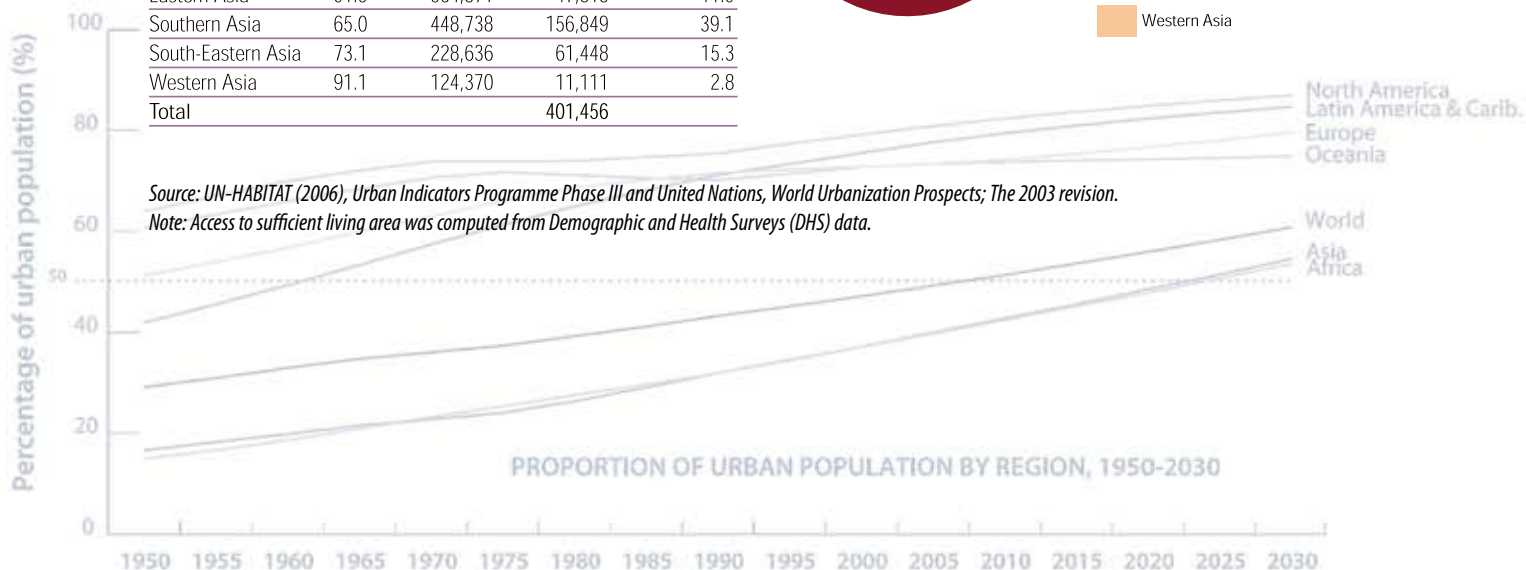 Southern Asia 65.0 448,738 156,849 39.1
South-Eastern Asia 73.1 228,636 61,448 15.3
Western Asia 91.1 124,370 11,111 2.8
Total 401,456
Western Asia
Source: UN-HABITAT (2006), Urban Indicators Programme Phase III and United Nations, World Urbanization Prospects; The 2003 revision.
Note: Access to sufficient living area was computed from Demographic and Health Surveys (DHS) data.
Percentage of urban population (%)
100
80
60
50
40
20
0
North America
Latin America & Carib.
Europe
Oceania
World
Asia
Africa
PROPORTION OF URBAN POPULATION BY REGION, 1950-2030
1950 1955 1960 1965 1970 1975 1980 1985 1990 1995 2000 2005 2010 2015 2020 2025 2030